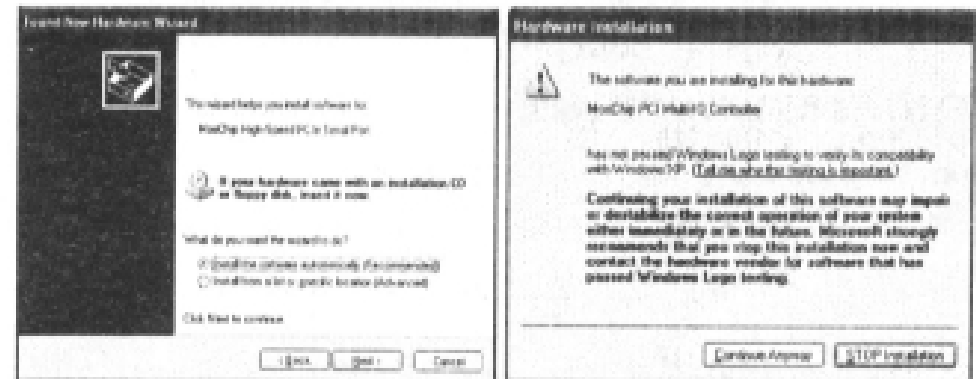 Found New Hardware Wizard
This wizard helps you install software for:
MosChip High Speed PCI Serial Port
If your hardware came with an installation CD
or floppy disk, insert it now.
What do you want the wizard to do?
Install the software automatically (Recommended)
Install from a list or specific location (Advanced)
Click Next to continue.
< Back
Next >
Cancel
Hardware Installation
The software you are installing for this hardware:
MosChip PCI Multi-IO Controller
has not passed Windows Logo testing to verify its compatibility
with Windows XP. (Tell me why this testing is important.)
Continuing your installation of this software may impair
or destabilize the correct operation of your system
either immediately or in the future. Microsoft strongly
recommends that you stop this installation now and
contact the hardware vendor for software that has
passed Windows Logo testing.
Continue Anyway
STOP Installation